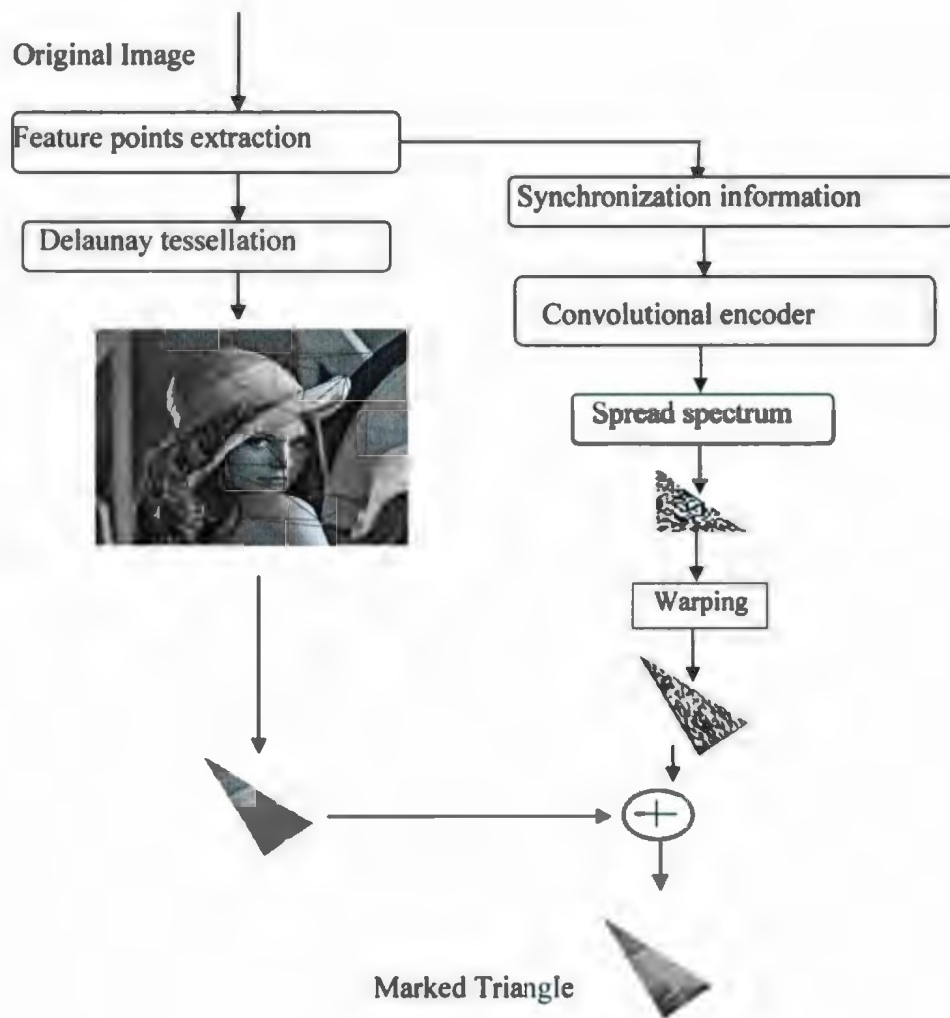 Original Image
Feature points extraction
Synchronization information
Delaunay tessellation
Convolutional encoder
Spread spectrum
Warping
Marked Triangle